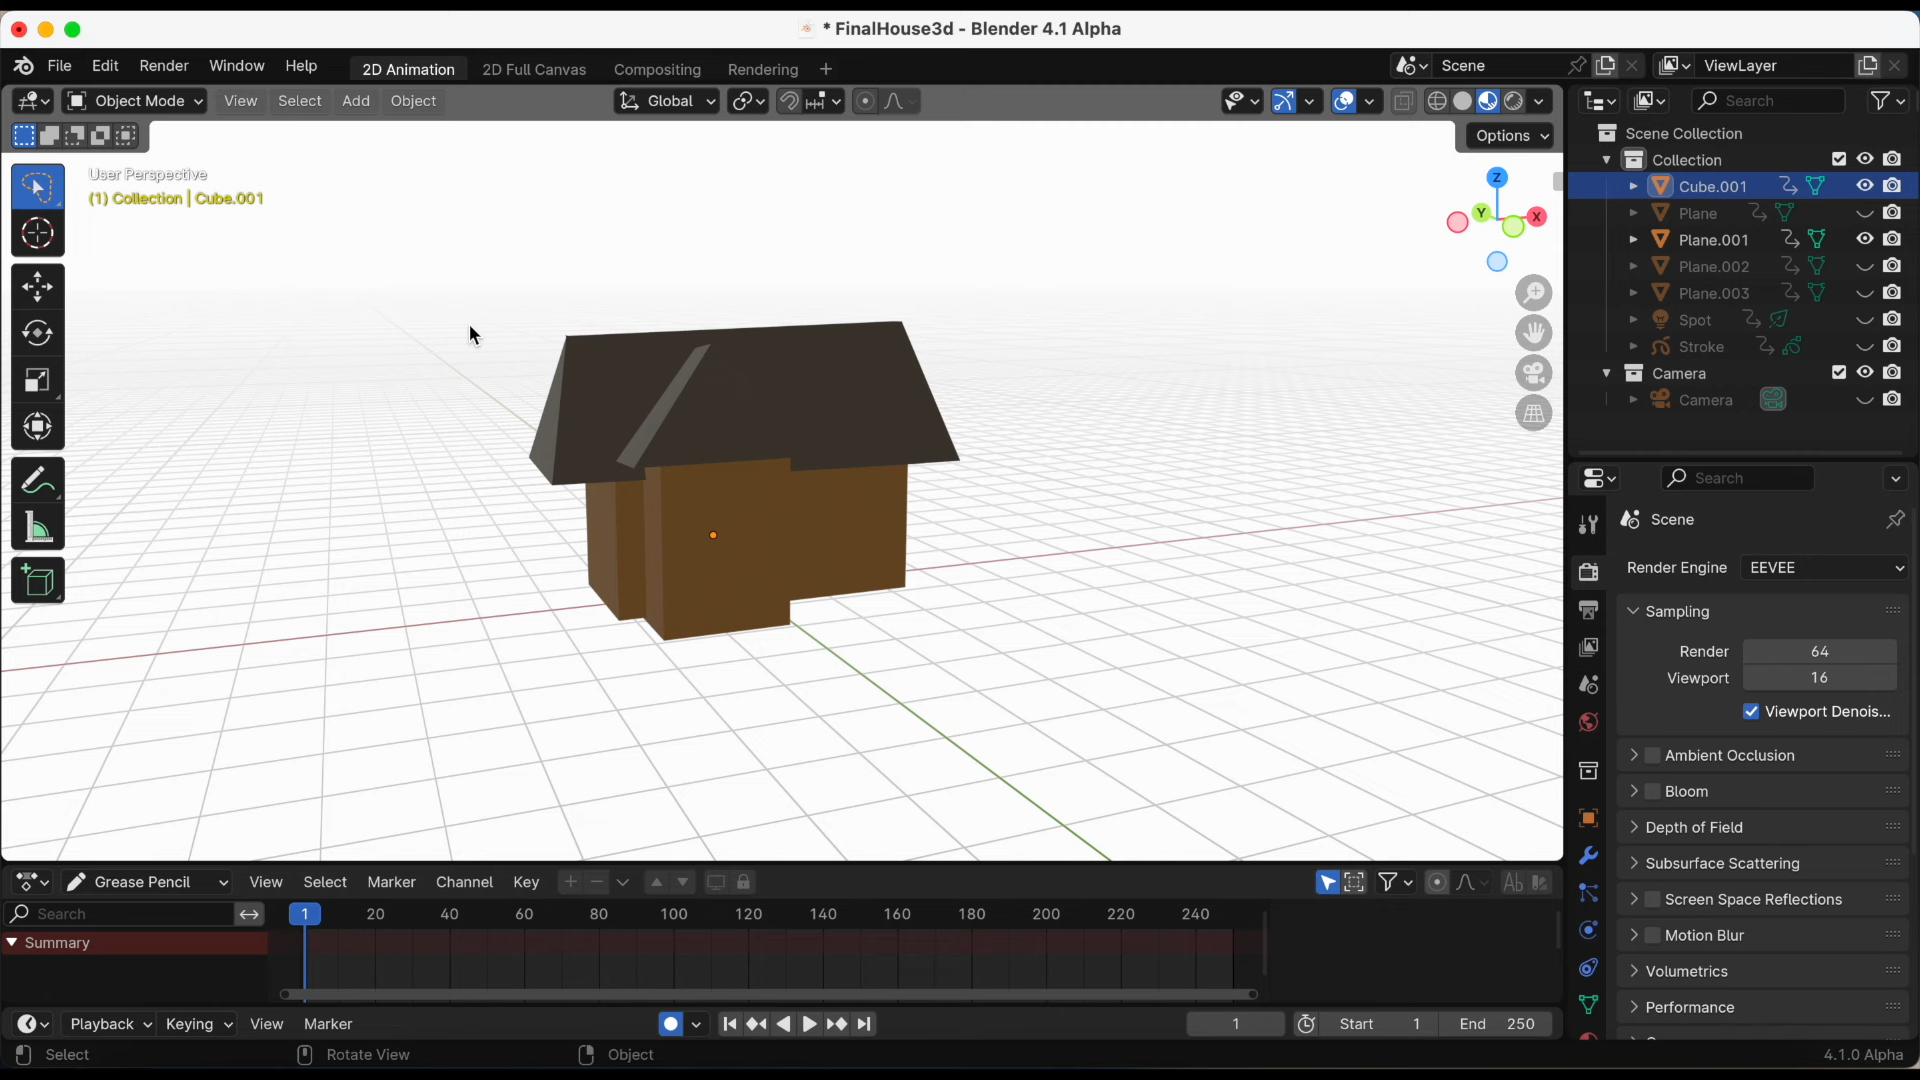 * FinalHouse3d - Blender 4.1 Alpha
File Edit Render Window Help 2D Animation 2D Full Canvas Compositing Rendering +
Scene ViewLayer
Object Mode View Select Add Object Global
Search
Options
User Perspective
(1) Collection | Cube.001
Z
Y
X
Scene Collection
Collection
Cube.001
Plane
Plane.001
Plane.002
Plane.003
Spot
Stroke
Camera
Camera
Search
Scene
Render Engine EEVEE
Sampling
Render 64
Viewport 16
Viewport Denois...
Ambient Occlusion
Bloom
Depth of Field
Subsurface Scattering
Screen Space Reflections
Motion Blur
Volumetrics
Performance
Grease Pencil View Select Marker Channel Key
Search 1 20 40 60 80 100 120 140 160 180 200 220 240
Summary
Playback Keying View Marker 1 Start 1 End 250
Select Rotate View Object 4.1.0 Alpha